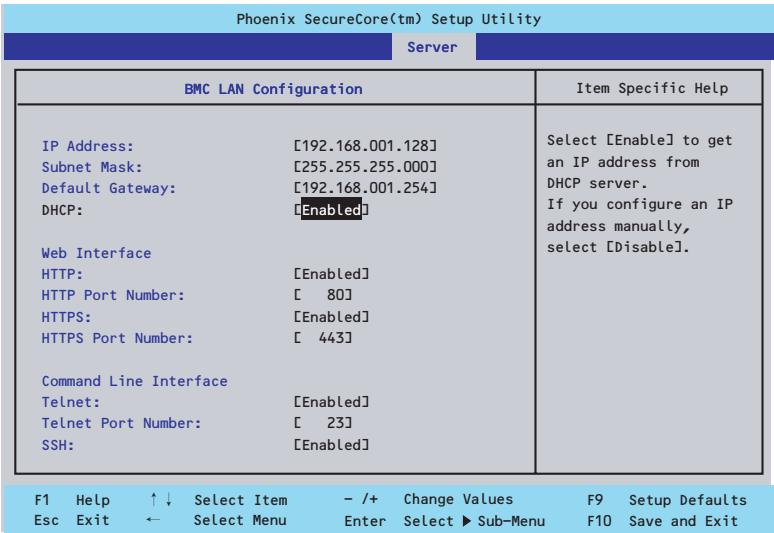 Phoenix SecureCore(tm) Setup Utility
Server
BMC LAN Configuration
Item Specific Help
IP Address: [192.168.001.128]
Subnet Mask: [255.255.255.000]
Default Gateway: [192.168.001.254]
DHCP: [Enabled]
Web Interface
HTTP: [Enabled]
HTTP Port Number: [   80]
HTTPS: [Enabled]
HTTPS Port Number: [  443]
Command Line Interface
Telnet: [Enabled]
Telnet Port Number: [   23]
SSH: [Enabled]
Select [Enable] to get
an IP address from
DHCP server.
If you configure an IP
address manually,
select [Disable].
F1 Help ↑↓ Select Item - /+ Change Values F9 Setup Defaults
Esc Exit ← Select Menu Enter Select ▶ Sub-Menu F10 Save and Exit